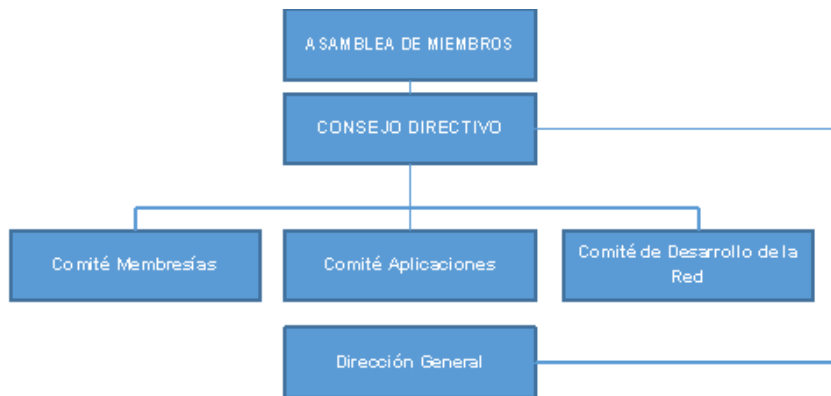 ASAMBLEA DE MIEMBROS
CONSEJO DIRECTIVO
Comité Membresías
Comité Aplicaciones
Comité de Desarrollo de la
Red
Dirección General